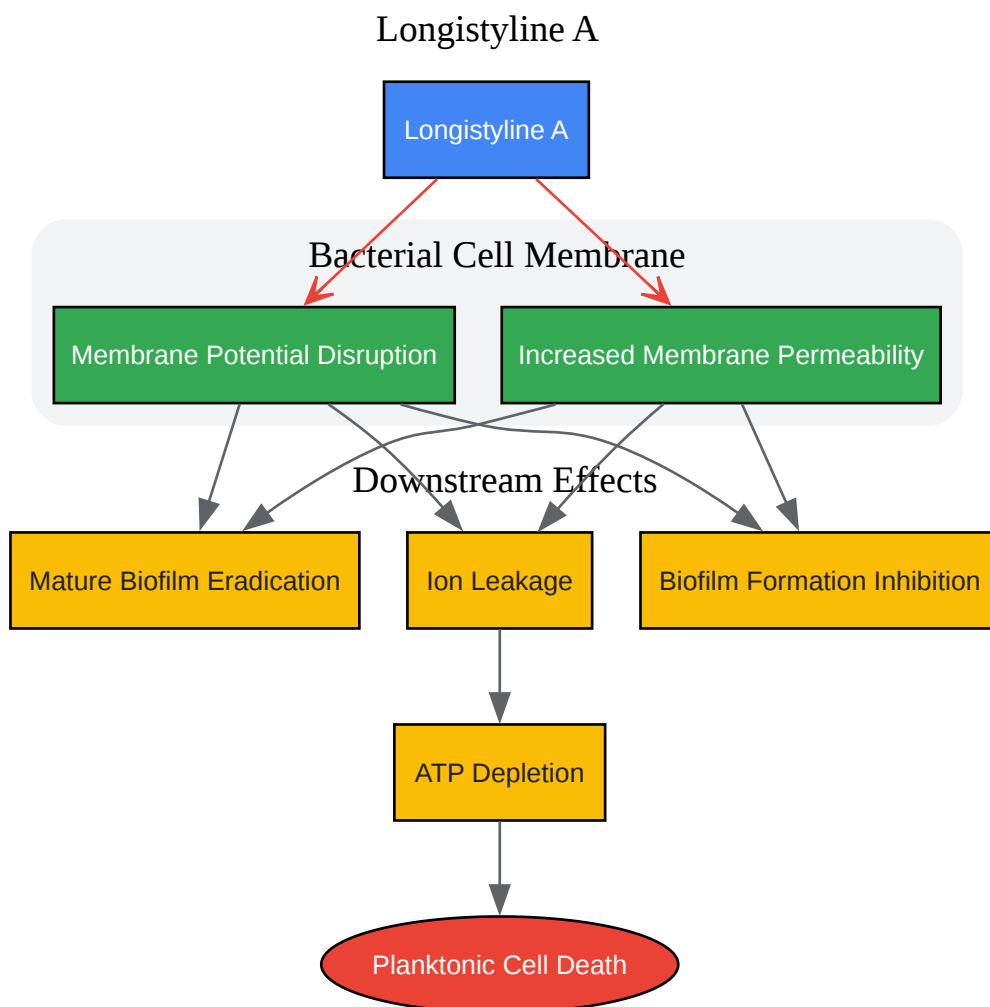 Longistyline A
Longistyline A
Bacterial Cell Membrane
Membrane Potential Disruption
Increased Membrane Permeability
Downstream Effects
Mature Biofilm Eradication
Ion Leakage
Biofilm Formation Inhibition
ATP Depletion
Planktonic Cell Death